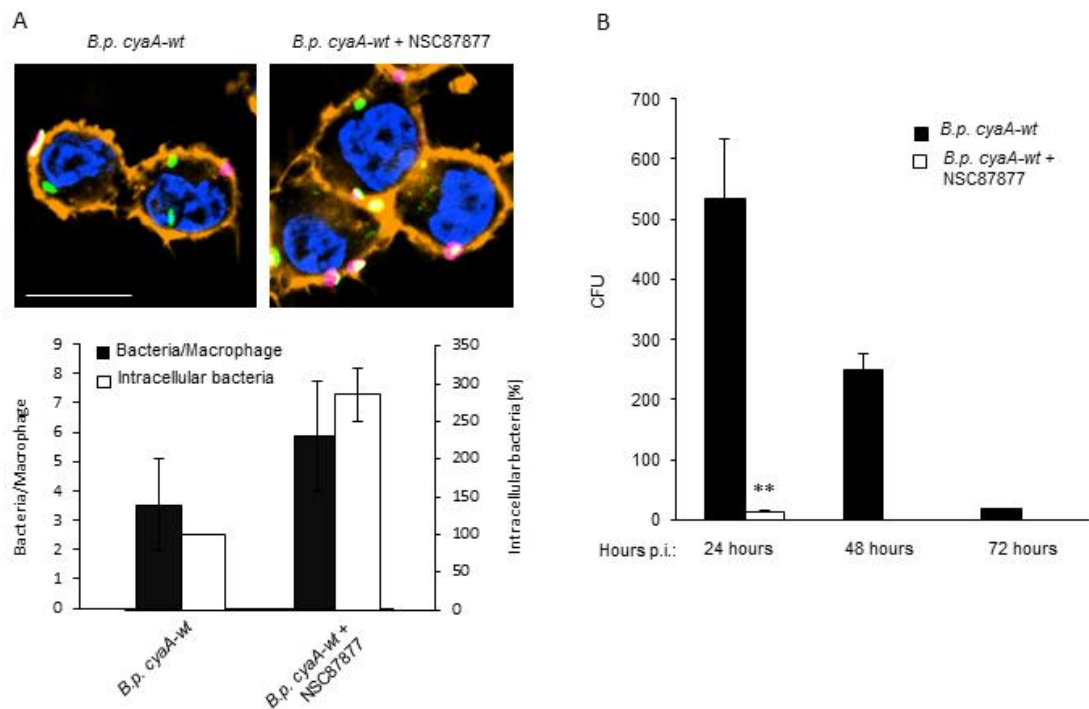 A
B.p. cyaA-wt
B.p. cyaA-wt + NSC87877
9
8
7
6
5
4
3
2
1
0
Bacteria/Macrophage
Bacteria/Macrophage
Intracellular bacteria
350
300
250
200
150
100
50
0
Intracellular bacteria [%]
B.p. cyaA-wt
B.p. cyaA-wt +
NSC87877
B
700
600
500
400
300
200
100
0
CFU
B.p. cyaA-wt
B.p. cyaA-wt +
NSC87877
**
Hours p.i.: 24 hours 48 hours 72 hours